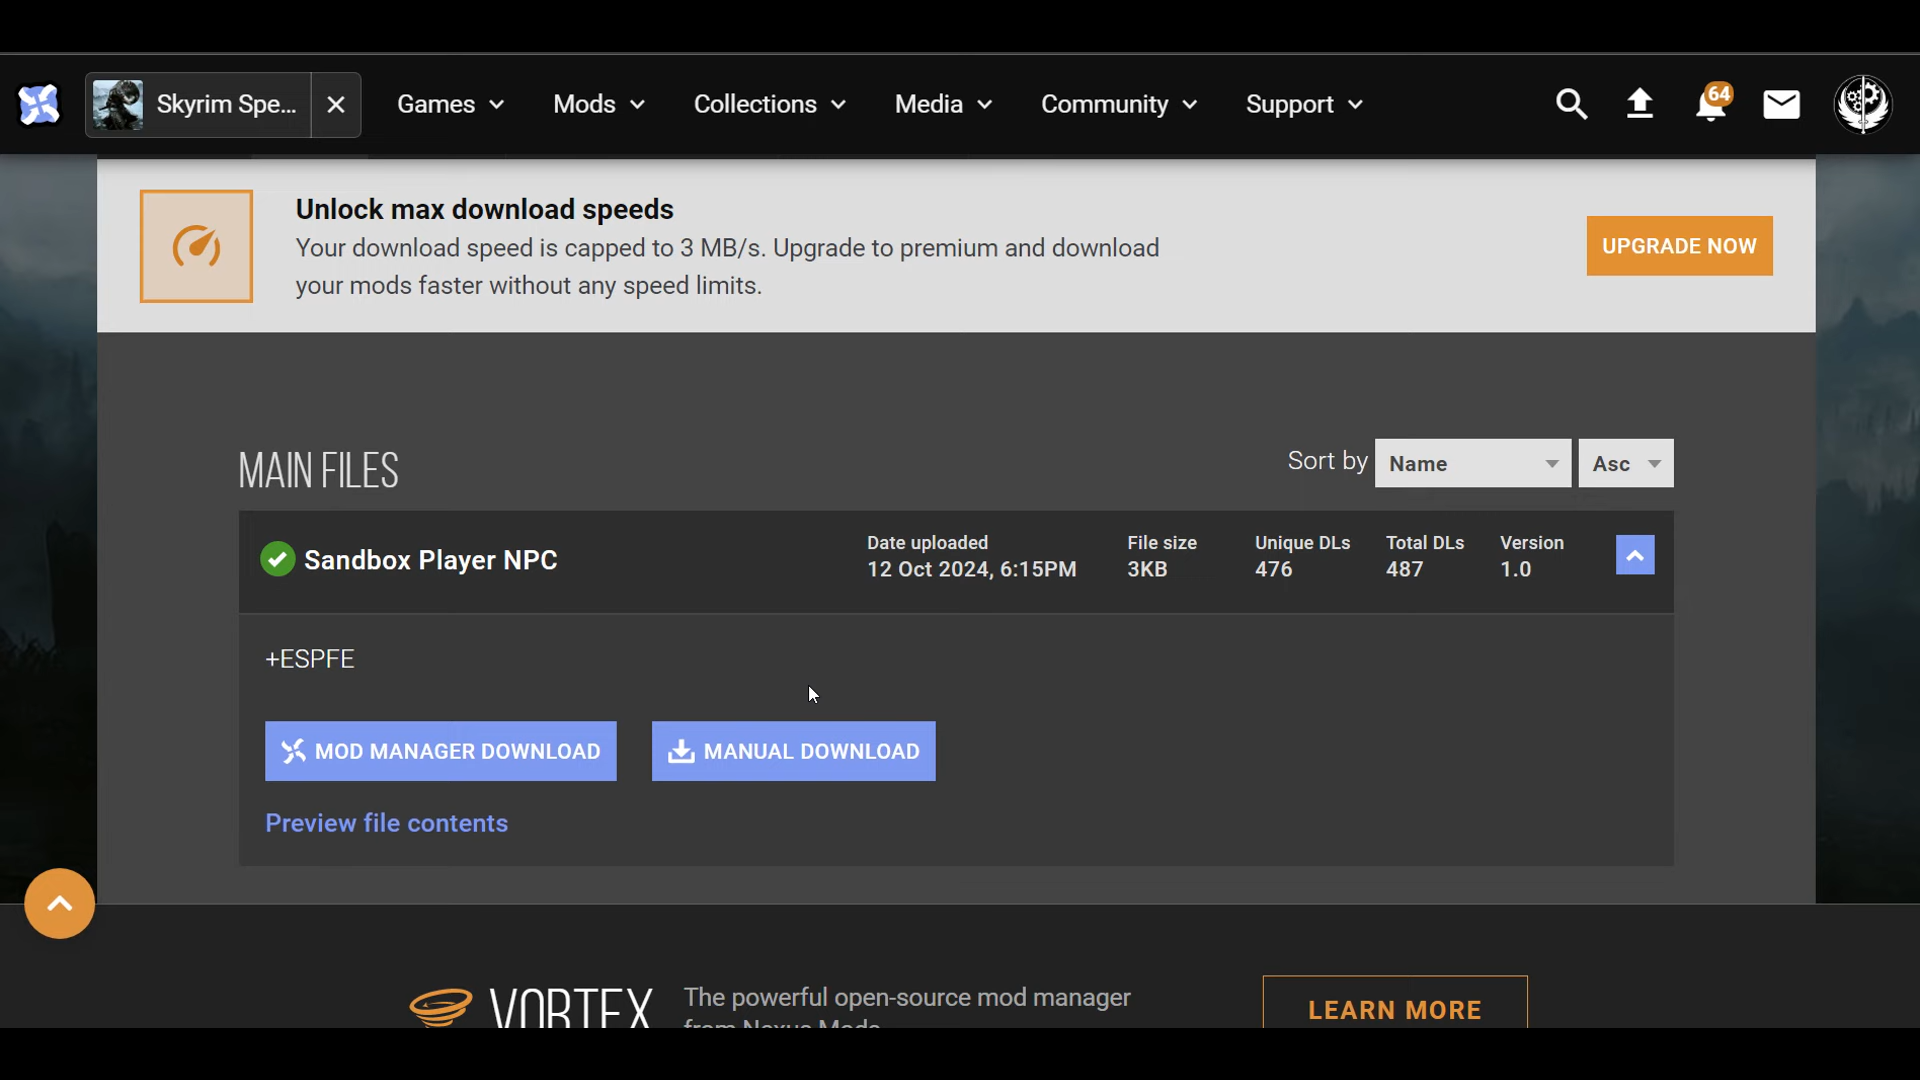 Skyrim Spe...
Games
Mods
Collections
Media
Community
Support
64
Unlock max download speeds
Your download speed is capped to 3 MB/s. Upgrade to premium and download
your mods faster without any speed limits.
UPGRADE NOW
MAIN FILES
Sort by
Name
Asc
Sandbox Player NPC
Date uploaded
12 Oct 2024, 6:15PM
File size
3KB
Unique DLs
476
Total DLs
487
Version
1.0
+ESPFE
MOD MANAGER DOWNLOAD
MANUAL DOWNLOAD
Preview file contents
VORTEX
The powerful open-source mod manager
from Nexus Mods
LEARN MORE